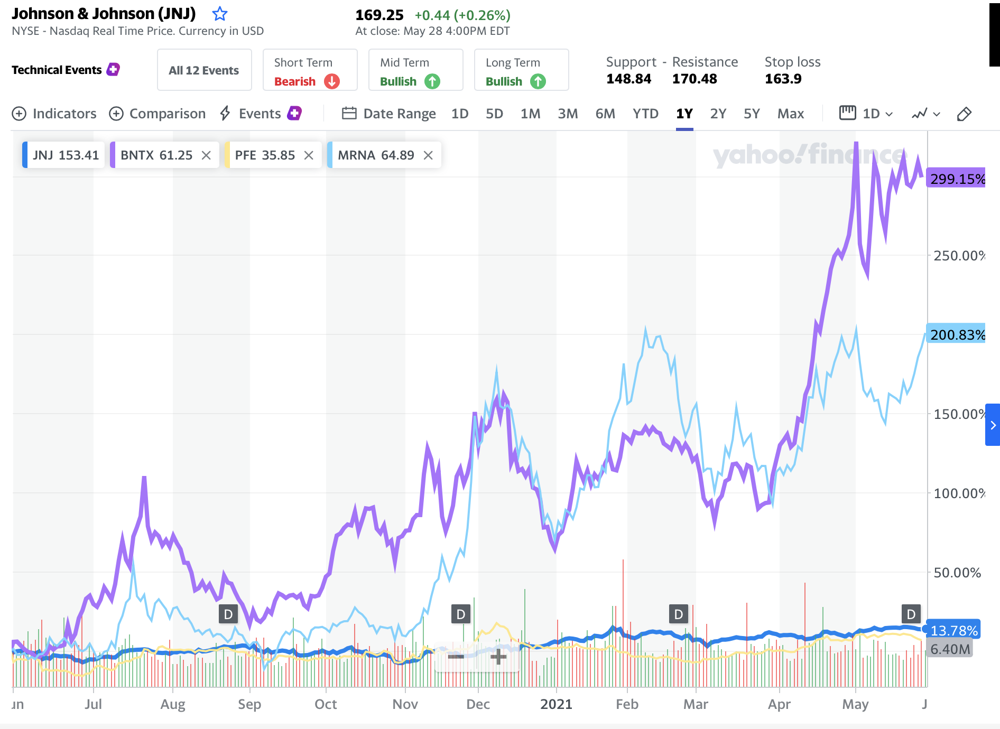 Johnson & Johnson (JNJ)
169.25 +0.44 (+0.26%)
NYSE - Nasdaq Real Time Price. Currency in USD
At close: May 28 4:00PM EDT
Technical Events
All 12 Events
Short Term
Bearish
Mid Term
Bullish
Long Term
Bullish
Support - Resistance
148.84 170.48
Stop loss
163.9
Indicators Comparison Events Date Range 1D 5D 1M 3M 6M YTD 1Y 2Y 5Y Max 1D
JNJ 153.41 BNTX 61.25 PFE 35.85 MRNA 64.89
yahoo!finance
299.15%
250.00%
200.83%
150.00%
100.00%
50.00%
D D D D
13.78%
6.40M
un Jul Aug Sep Oct Nov Dec 2021 Feb Mar Apr May J